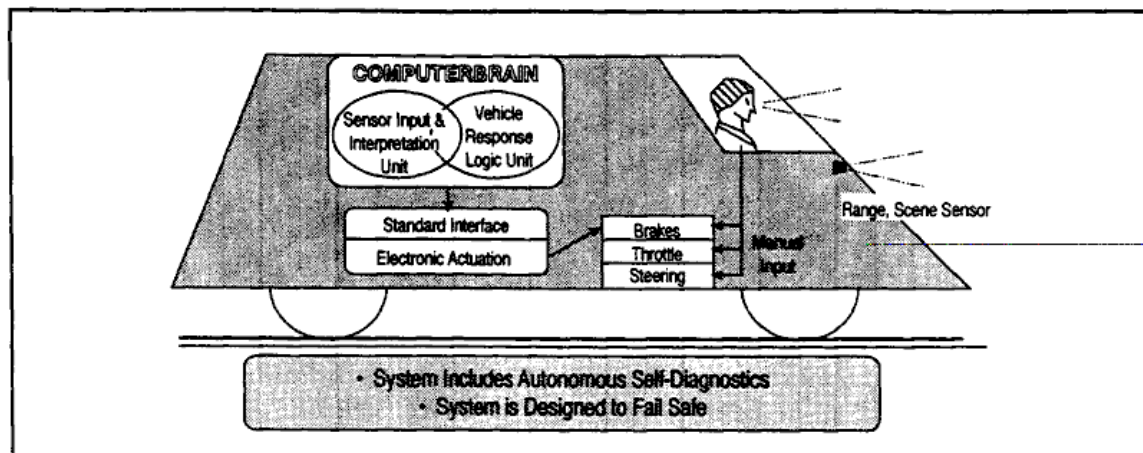 COMPUTERBRAIN
Sensor Input &
Interpretation
Unit
Vehicle
Response
Logic Unit
Standard Interface
Electronic Actuation
Brakes
Throttle
Steering
Manual
Input
Range, Scene Sensor
• System Includes Autonomous Self-Diagnostics
• System is Designed to Fail Safe